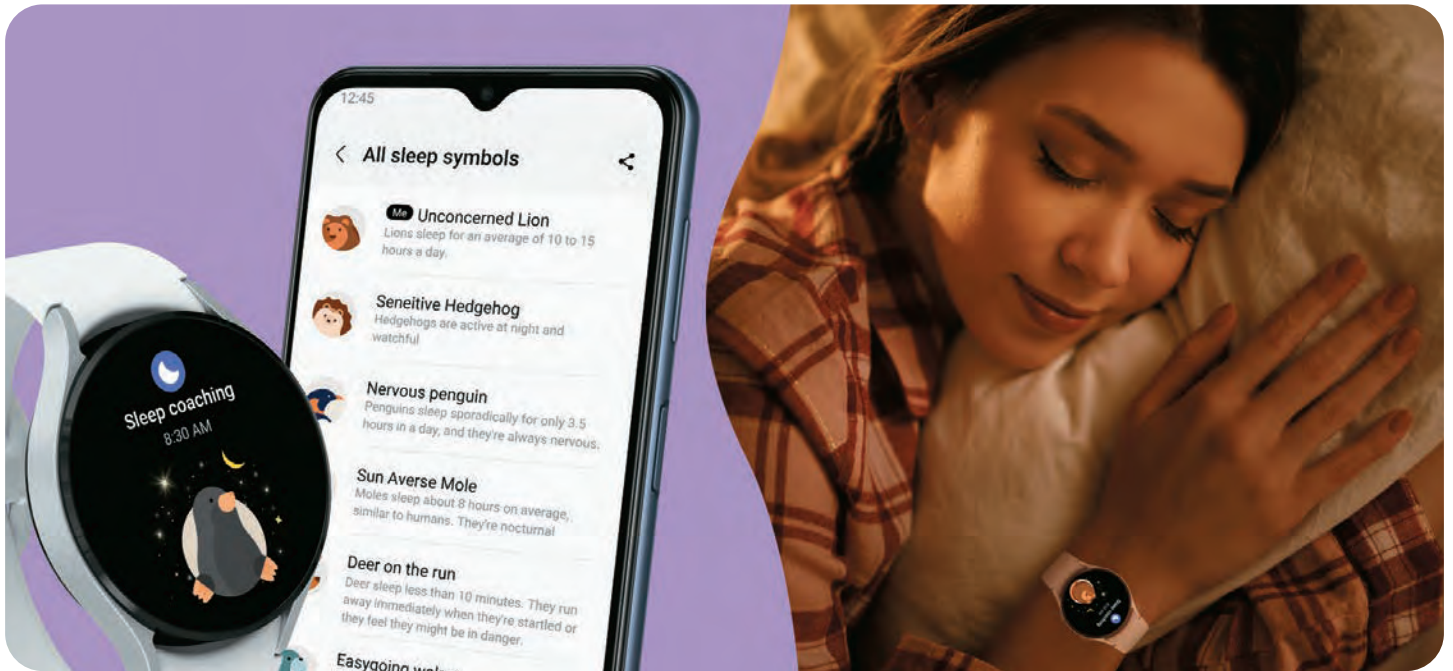 12:45
All sleep symbols
Me Unconcerned Lion
Lions sleep for an average of 10 to 15
hours a day.
Seneitive Hedgehog
Hedgehogs are active at night and
watchful
Nervous penguin
Penguins sleep sporadically for only 3.5
hours in a day, and they're always nervous.
Sun Averse Mole
Moles sleep about 8 hours on average,
similar to humans. They're nocturnal
Deer on the run
Deer sleep less than 10 minutes. They run
away immediately when they're startled or
they feel they might be in danger.
Easygoing
Sleep coaching
8:30 AM